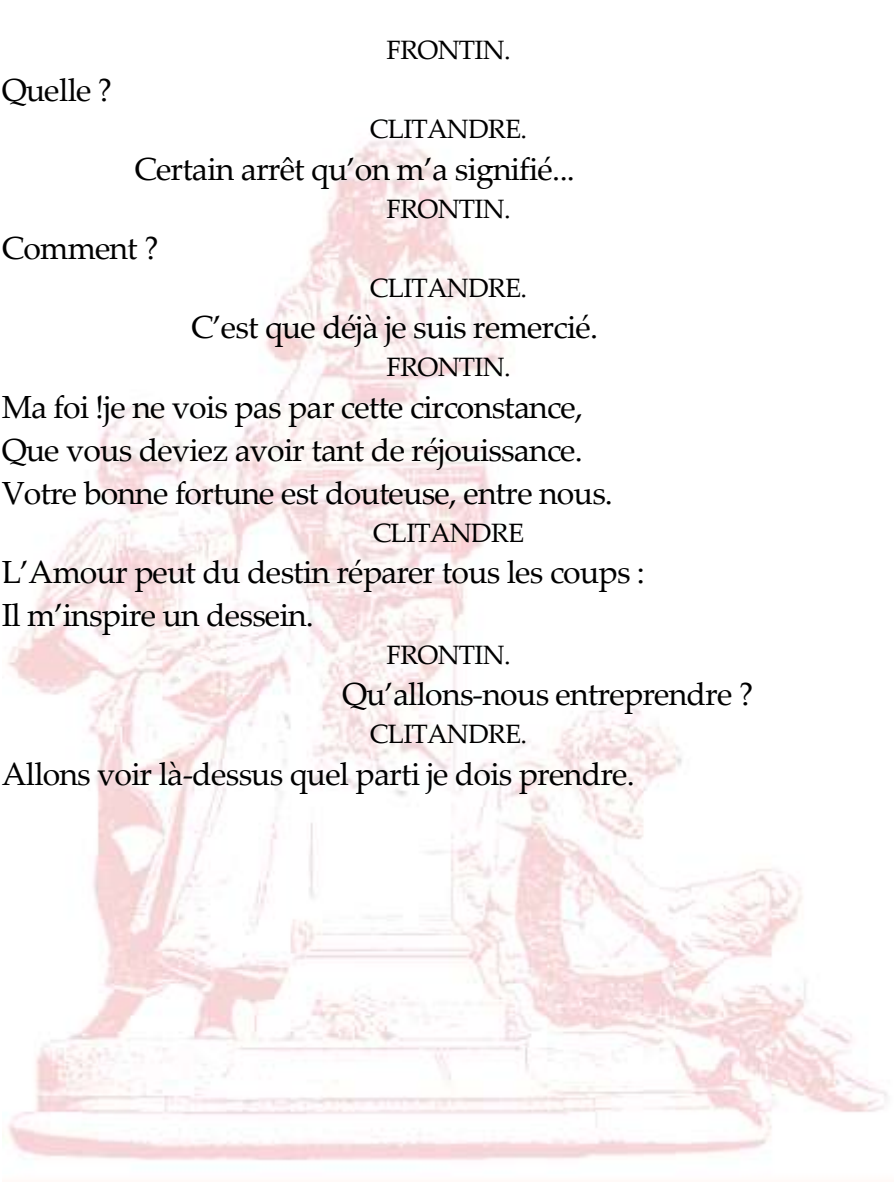 FRONTIN.
Quelle ?
CLITANDRE.
Certain arrêt qu’on m’a signifié...
FRONTIN.
Comment ?
CLITANDRE.
C’est que déjà je suis remercié.
FRONTIN.
Ma foi !je ne vois pas par cette circonstance,
Que vous deviez avoir tant de réjouissance.
Votre bonne fortune est douteuse, entre nous.
CLITANDRE
L’Amour peut du destin réparer tous les coups :
Il m’inspire un dessein.
FRONTIN.
Qu’allons-nous entreprendre ?
CLITANDRE.
Allons voir là-dessus quel parti je dois prendre.